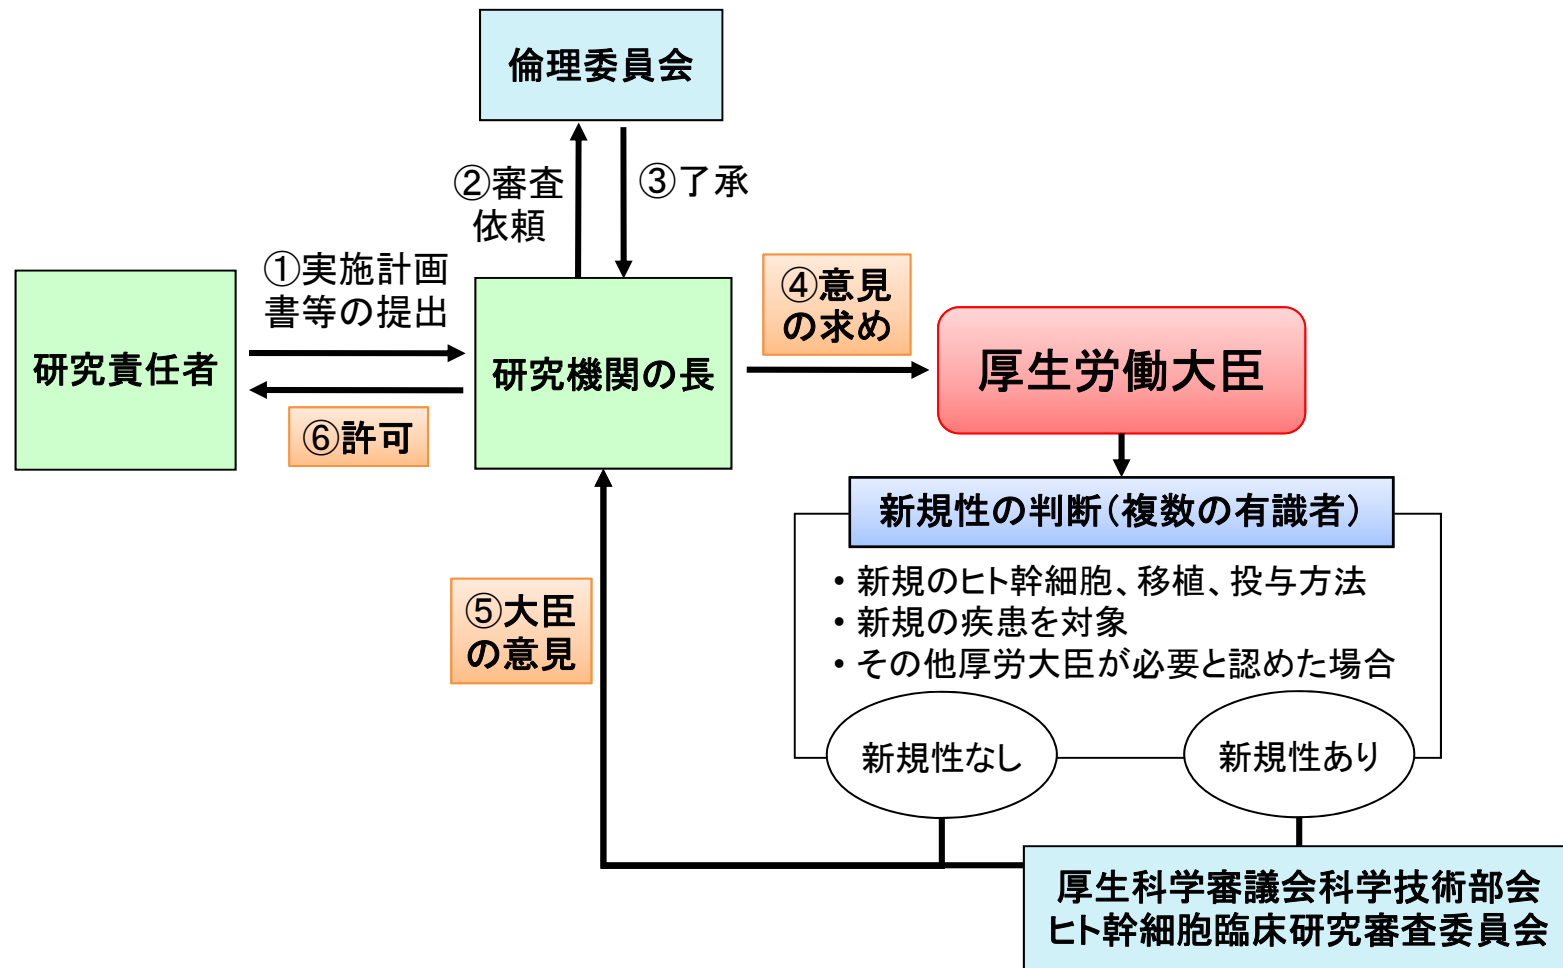 倫理委員会
②審査
依頼
③了承
①実施計画
書等の提出
研究責任者
⑥許可
研究機関の長
④意見
の求め
厚生労働大臣
新規性の判断(複数の有識者)
・新規のヒト幹細胞、移植、投与方法
・新規の疾患を対象
・その他厚労大臣が必要と認めた場合
⑤大臣
の意見
新規性なし
新規性あり
厚生科学審議会科学技術部会
ヒト幹細胞臨床研究審査委員会